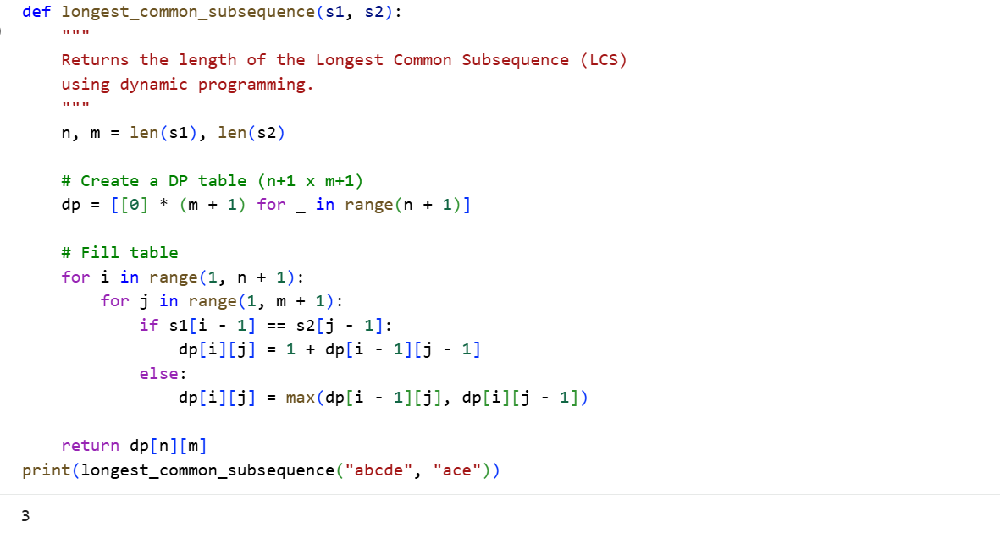 def longest_common_subsequence(s1, s2):
    """
    Returns the length of the Longest Common Subsequence (LCS)
    using dynamic programming.
    """
    n, m = len(s1), len(s2)

    # Create a DP table (n+1 x m+1)
    dp = [[0] * (m + 1) for _ in range(n + 1)]

    # Fill table
    for i in range(1, n + 1):
        for j in range(1, m + 1):
            if s1[i - 1] == s2[j - 1]:
                dp[i][j] = 1 + dp[i - 1][j - 1]
            else:
                dp[i][j] = max(dp[i - 1][j], dp[i][j - 1])

    return dp[n][m]
print(longest_common_subsequence("abcde", "ace"))
3